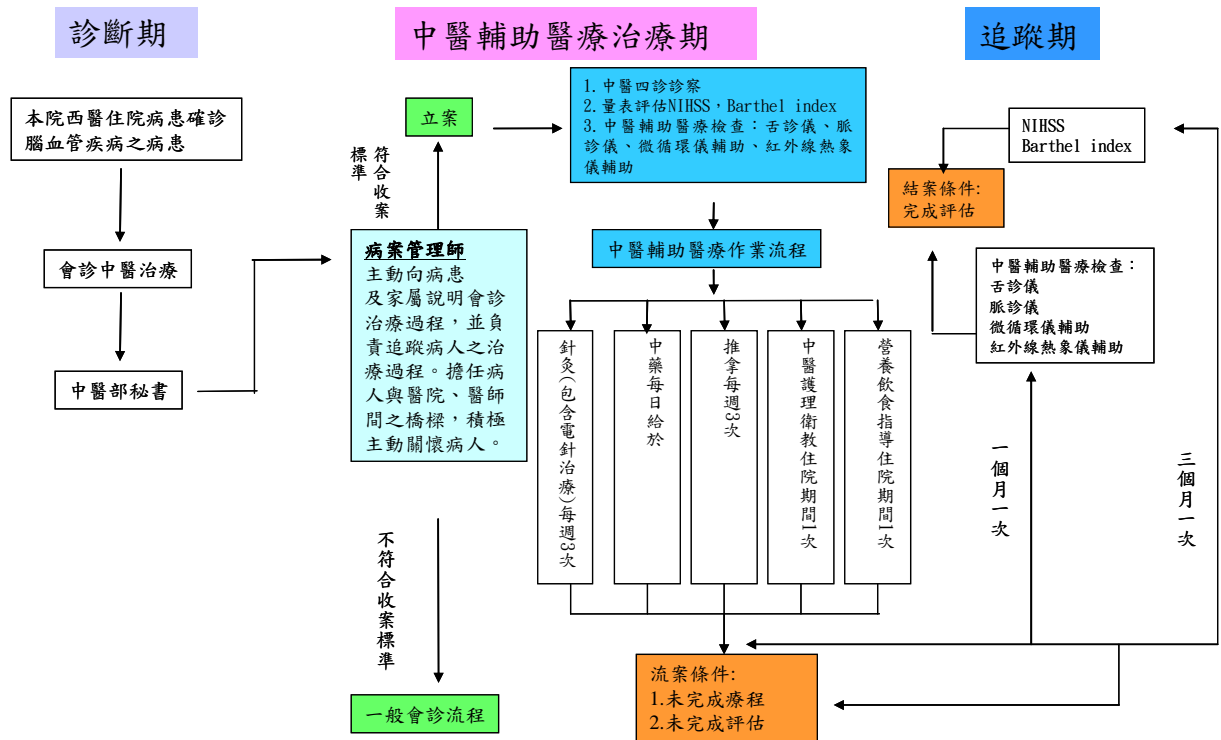 診斷期
中醫輔助醫療治療期
追蹤期
本院西醫住院病患確診
腦血管疾病之病患
會診中醫治療
中醫部秘書
立案
符合收案
標準
病案管理師
主動向病患
及家屬說明會診
治療過程，並負
責追蹤病人之治
療過程。擔任病
人與醫院、醫師
間之橋樑，積極
主動關懷病人。
不符合收案標準
一般會診流程
1.中醫四診診察
2.量表評估NIHSS，Barthel index
3.中醫輔助醫療檢查：舌診儀、脈
診儀、微循環儀輔助、紅外線熱象
儀輔助
中醫輔助醫療作業流程
針灸(包含電針治療)每週3次
中藥每日給於
推拿每週3次
中醫護理衛教住院期間1次
營養飲食指導住院期間1次
流案條件:
1.未完成療程
2.未完成評估
NIHSS
Barthel index
結案條件:
完成評估
中醫輔助醫療檢查：
舌診儀
脈診儀
微循環儀輔助
紅外線熱象儀輔助
一個月一次
三個月一次